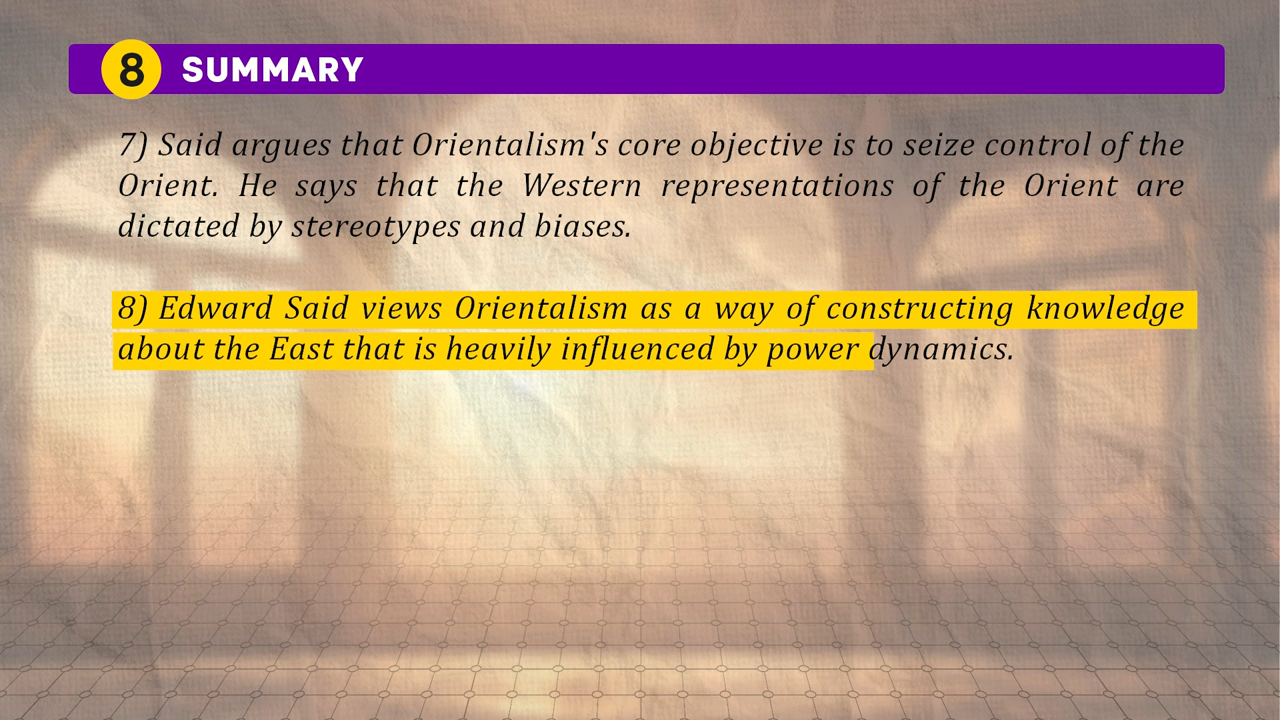 8 SUMMARY
7) Said argues that Orientalism's core objective is to seize control of the
Orient. He says that the Western representations of the Orient are
dictated by stereotypes and biases.
8) Edward Said views Orientalism as a way of constructing knowledge
about the East that is heavily influenced by power dynamics.